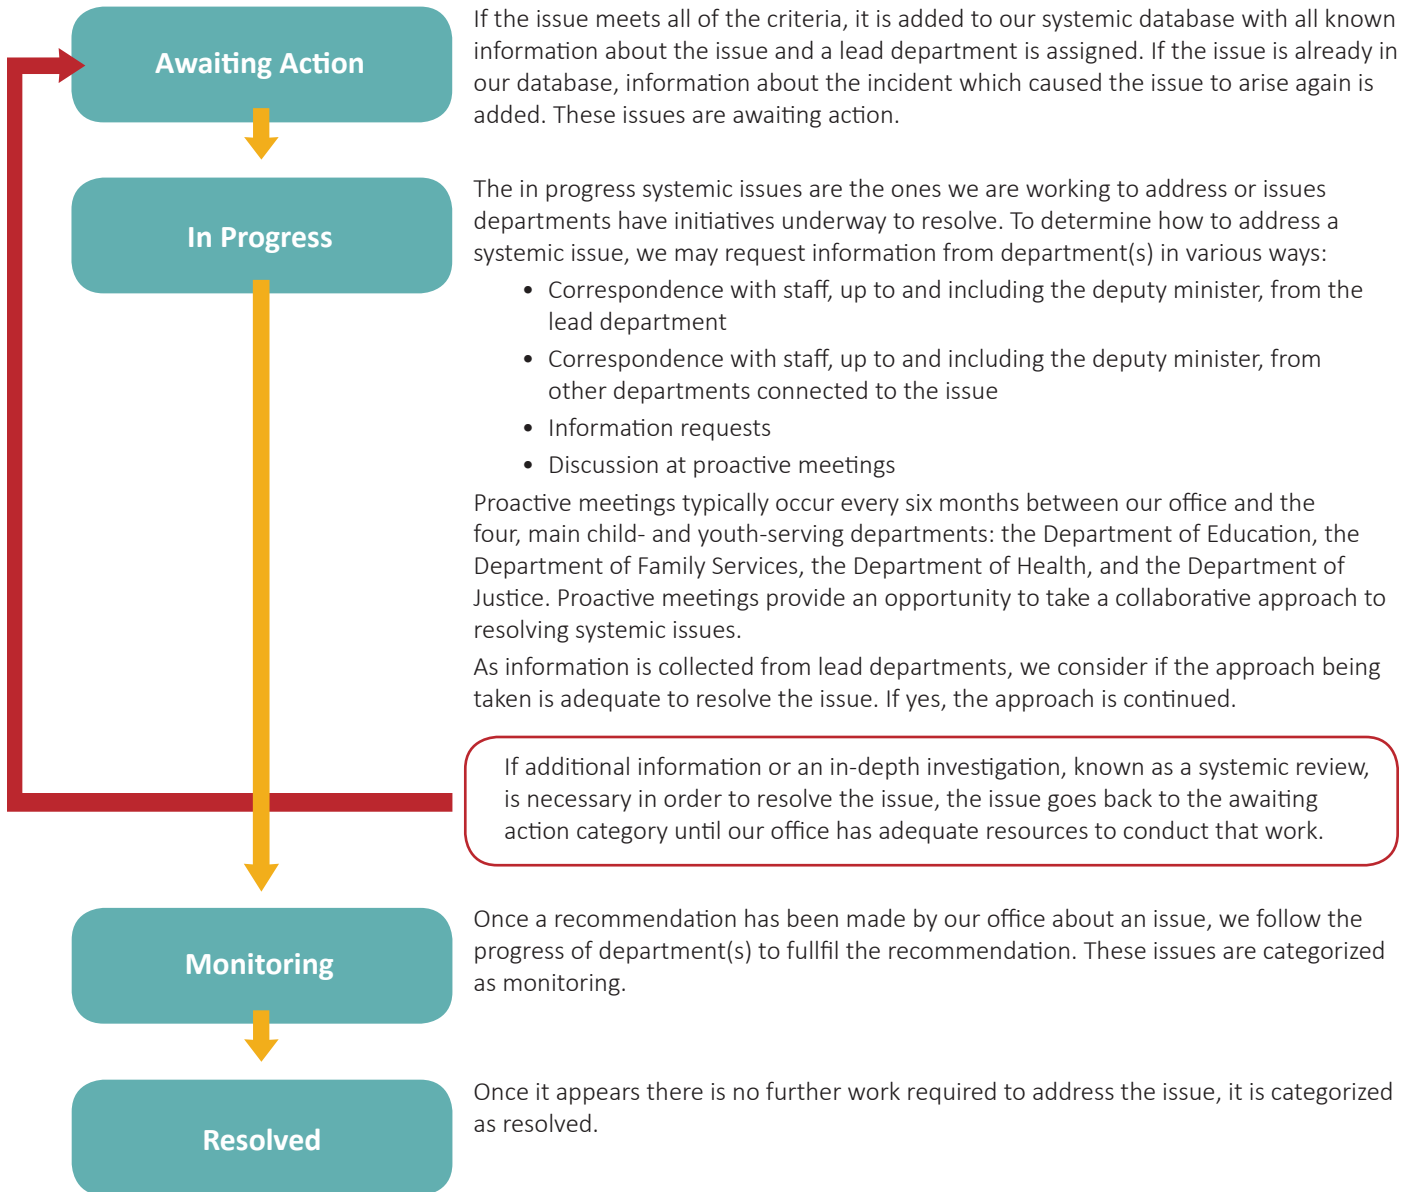 Awaiting Action
If the issue meets all of the criteria, it is added to our systemic database with all known
information about the issue and a lead department is assigned. If the issue is already in
our database, information about the incident which caused the issue to arise again is
added. These issues are awaiting action.
In Progress
The in progress systemic issues are the ones we are working to address or issues
departments have initiatives underway to resolve. To determine how to address a
systemic issue, we may request information from department(s) in various ways:
• Correspondence with staff, up to and including the deputy minister, from the
lead department
• Correspondence with staff, up to and including the deputy minister, from
other departments connected to the issue
• Information requests
• Discussion at proactive meetings
Proactive meetings typically occur every six months between our office and the
four, main child- and youth-serving departments: the Department of Education, the
Department of Family Services, the Department of Health, and the Department of
Justice. Proactive meetings provide an opportunity to take a collaborative approach to
resolving systemic issues.
As information is collected from lead departments, we consider if the approach being
taken is adequate to resolve the issue. If yes, the approach is continued.
If additional information or an in-depth investigation, known as a systemic review,
is necessary in order to resolve the issue, the issue goes back to the awaiting
action category until our office has adequate resources to conduct that work.
Monitoring
Once a recommendation has been made by our office about an issue, we follow the
progress of department(s) to fullfil the recommendation. These issues are categorized
as monitoring.
Resolved
Once it appears there is no further work required to address the issue, it is categorized
as resolved.